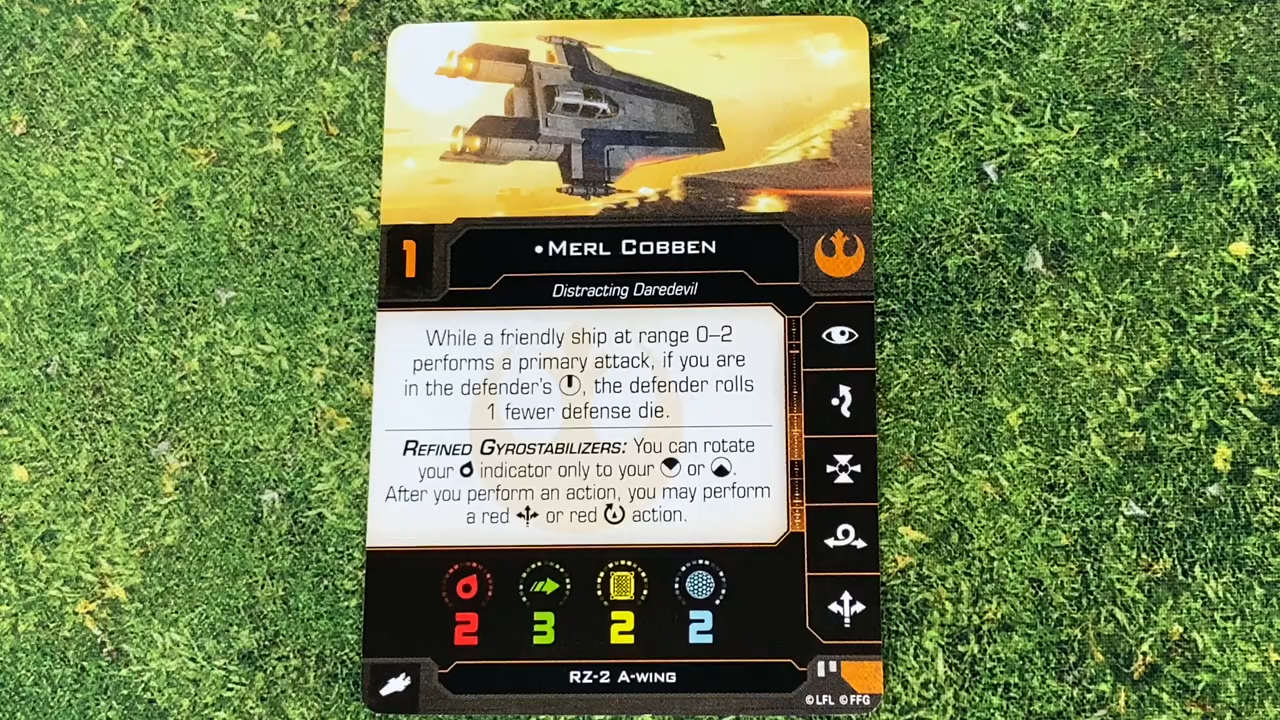 1
•Merl Cobben
Distracting Daredevil
While a friendly ship at range 0–2
performs a primary attack, if you are
in the defender's , the defender rolls
1 fewer defense die.
Refined Gyrostabilizers: You can rotate
your indicator only to your or .
After you perform an action, you may perform
a red or red action.
2 3 2 2
RZ-2 A-wing
©LFL ©FFG